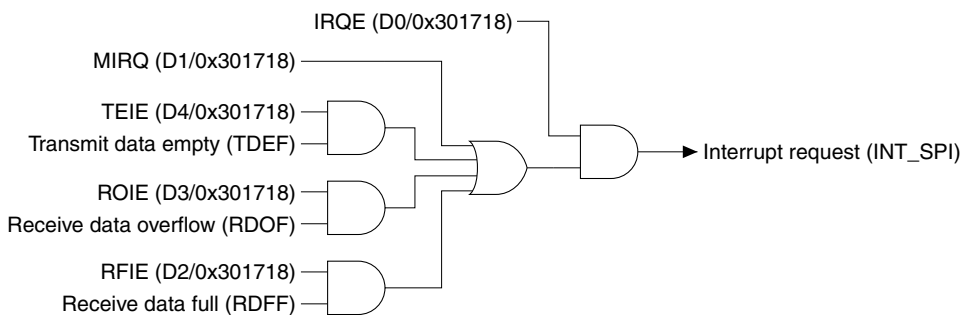 IRQE (D0/0x301718)
MIRQ (D1/0x301718)
TEIE (D4/0x301718)
Transmit data empty (TDEF)
Interrupt request (INT_SPI)
ROIE (D3/0x301718)
Receive data overflow (RDOF)
RFIE (D2/0x301718)
Receive data full (RDFF)